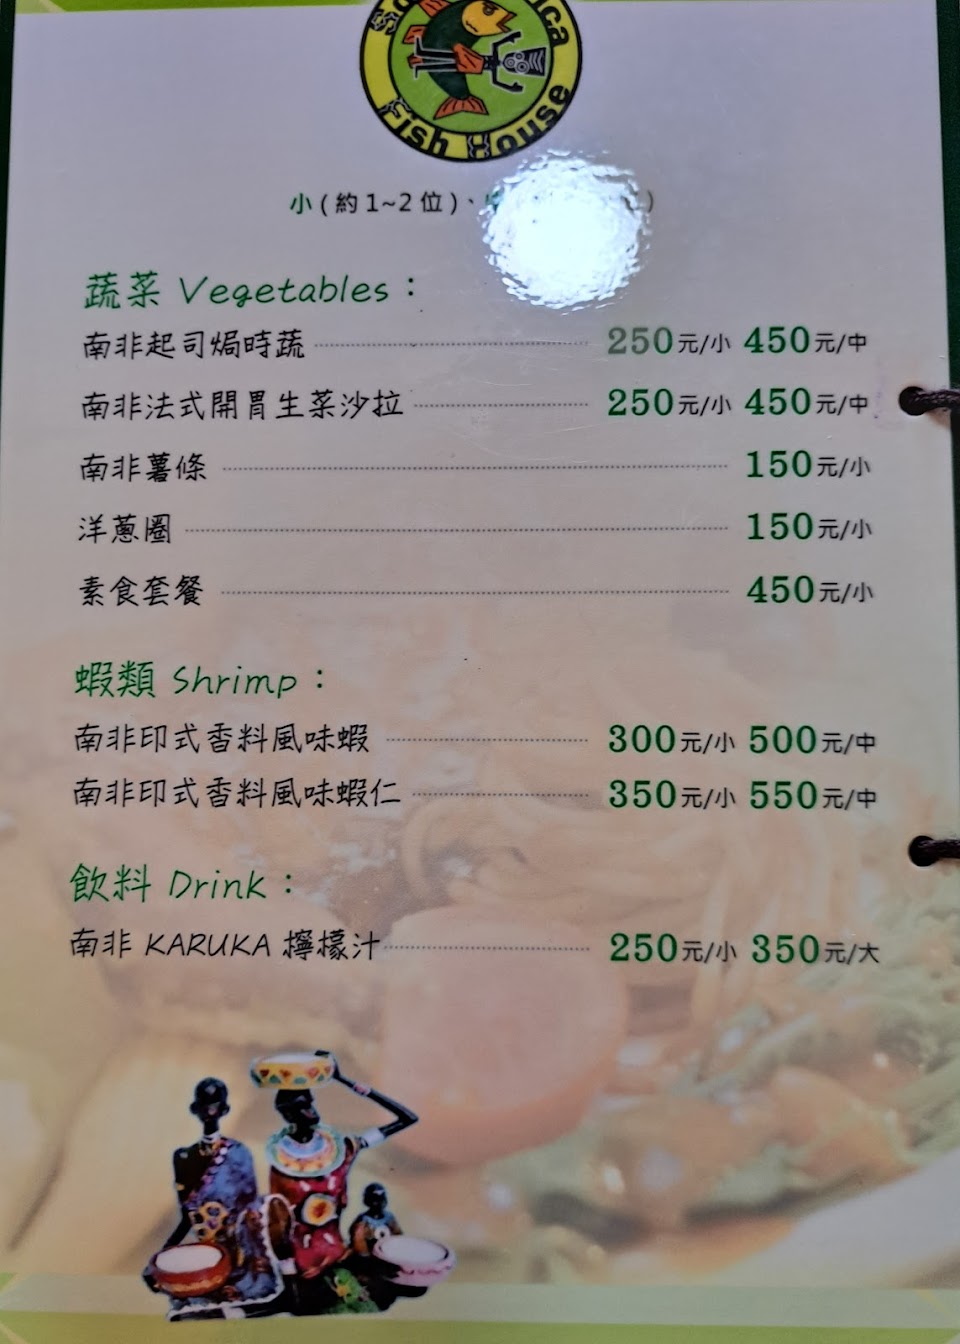 Fish House
小(約1~2位)、
蔬菜 Vegetables：
南非起司焗時蔬 250元/小 450元/中
南非法式開胃生菜沙拉 250元/小 450元/中
南非薯條 150元/小
洋蔥圈 150元/小
素食套餐 450元/小
蝦類 Shrimp：
南非印式香料風味蝦 300元/小 500元/中
南非印式香料風味蝦仁 350元/小 550元/中
飲料 Drink：
南非 KARUKA 檸檬汁 250元/小 350元/大